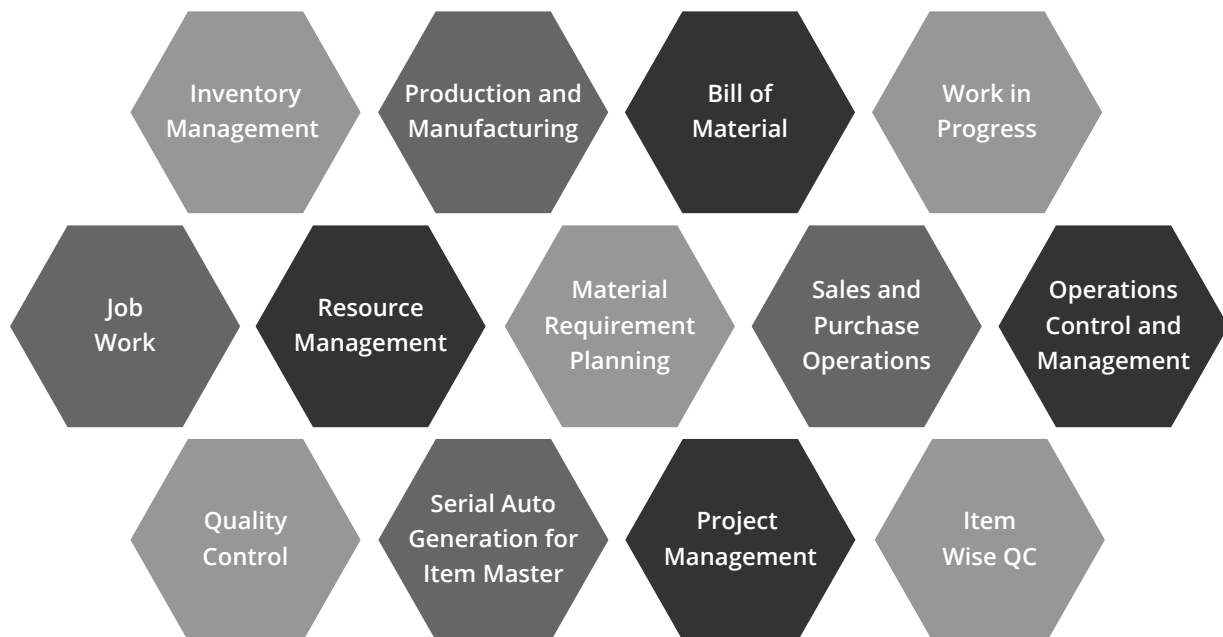 Inventory
Management
Production and
Manufacturing
Bill of
Material
Work in
Progress
Job
Work
Resource
Management
Material
Requirement
Planning
Sales and
Purchase
Operations
Operations
Control and
Management
Quality
Control
Serial Auto
Generation for
Item Master
Project
Management
Item
Wise QC